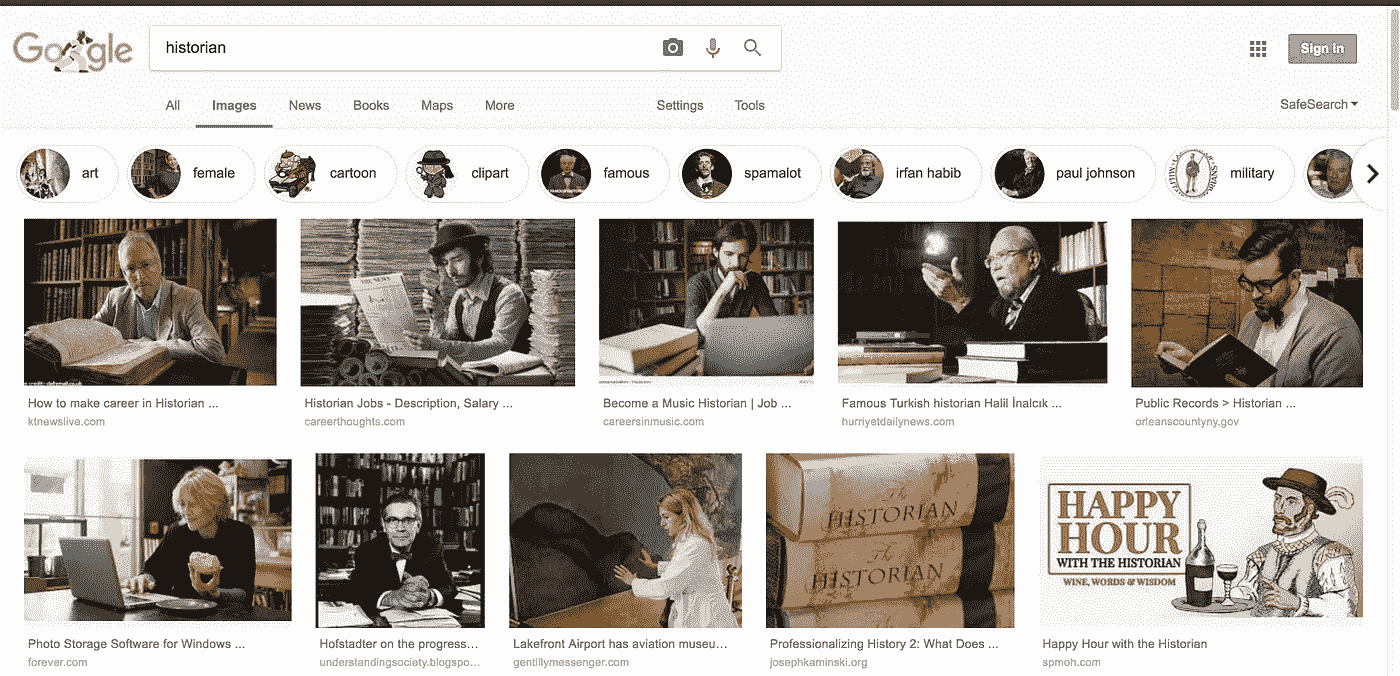 Google
historian
Sign in
All Images News Books Maps More Settings Tools
SafeSearch
art female cartoon clipart famous spamalot irfan habib paul johnson military
THE NEWS
How to make career in Historian ...
ktnewslive.com
Historian Jobs - Description, Salary ...
careerthoughts.com
Become a Music Historian | Job ...
careersinmusic.com
Famous Turkish historian Halil İnalcık ...
hurriyetdailynews.com
Public Records > Historian ...
orleanscountyny.gov
The
HISTORIAN
The
HISTORIAN
HAPPY
HOUR
WITH THE HISTORIAN
WINE, WORDS & WISDOM
Photo Storage Software for Windows ...
forever.com
Hofstadter on the progress...
understandingsociety.blogspo...
Lakefront Airport has aviation museu...
gentillymessenger.com
Professionalizing History 2: What Does ...
josephkaminski.org
Happy Hour with the Historian
spmoh.com